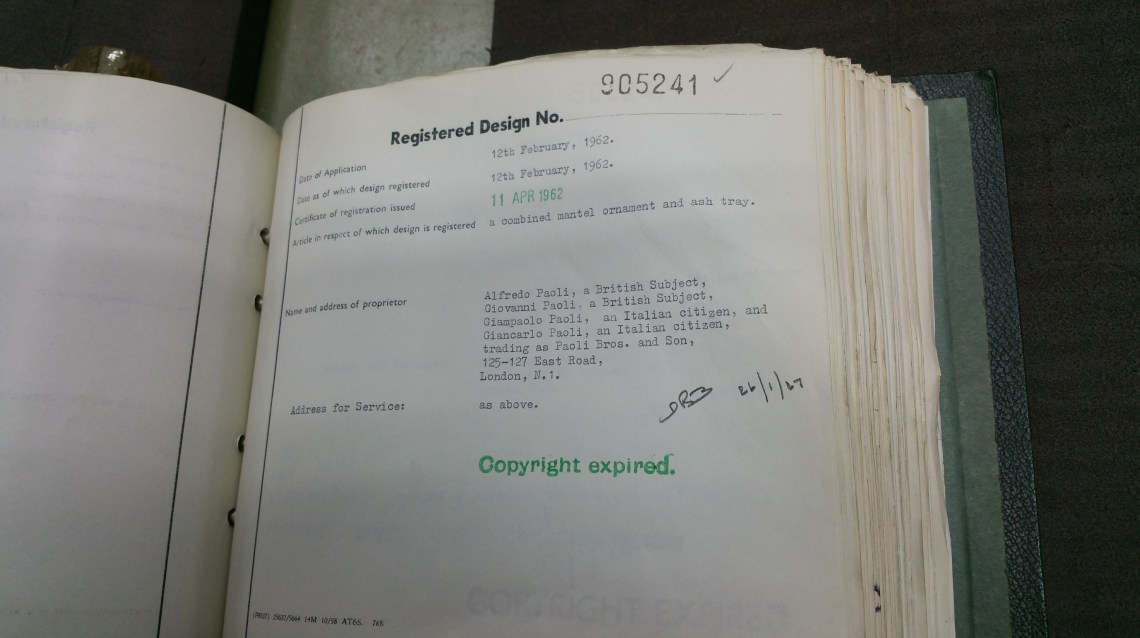 905241 ✓
Registered Design No.
Date of Application 12th February, 1962.
Date as of which design registered 12th February, 1962.
Certificate of registration issued 11 APR 1962
Article in respect of which design is registered a combined mantel ornament and ash tray.
Name and address of proprietor Alfredo Paoli, a British Subject,
Giovanni Paoli, a British Subject,
Giampaolo Paoli, an Italian citizen, and
Giancarlo Paoli, an Italian citizen,
trading as Paoli Bros. and Son,
125-127 East Road,
London, N.1.
Address for Service: as above.
26/1/67
Copyright expired.